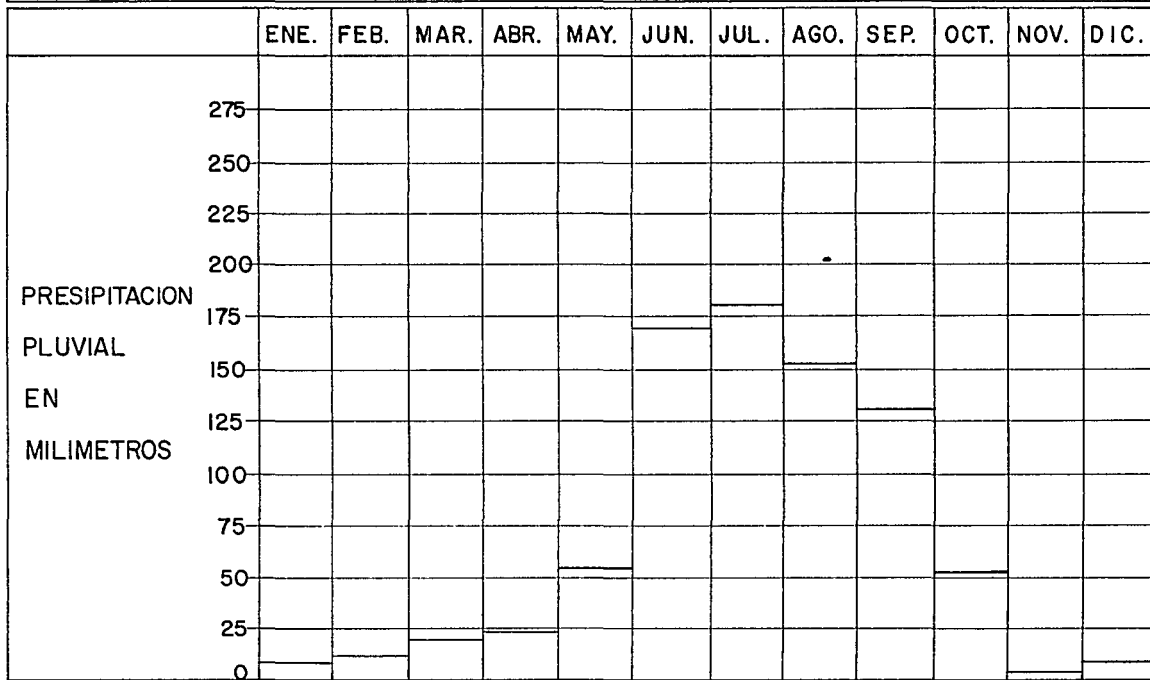 ENE. FEB. MAR. ABR. MAY. JUN. JUL. AGO. SEP. OCT. NOV. DIC.
275
250
225
200
PRESIPITACION
175
PLUVIAL
150
EN
125
MILIMETROS
100
75
50
25
0